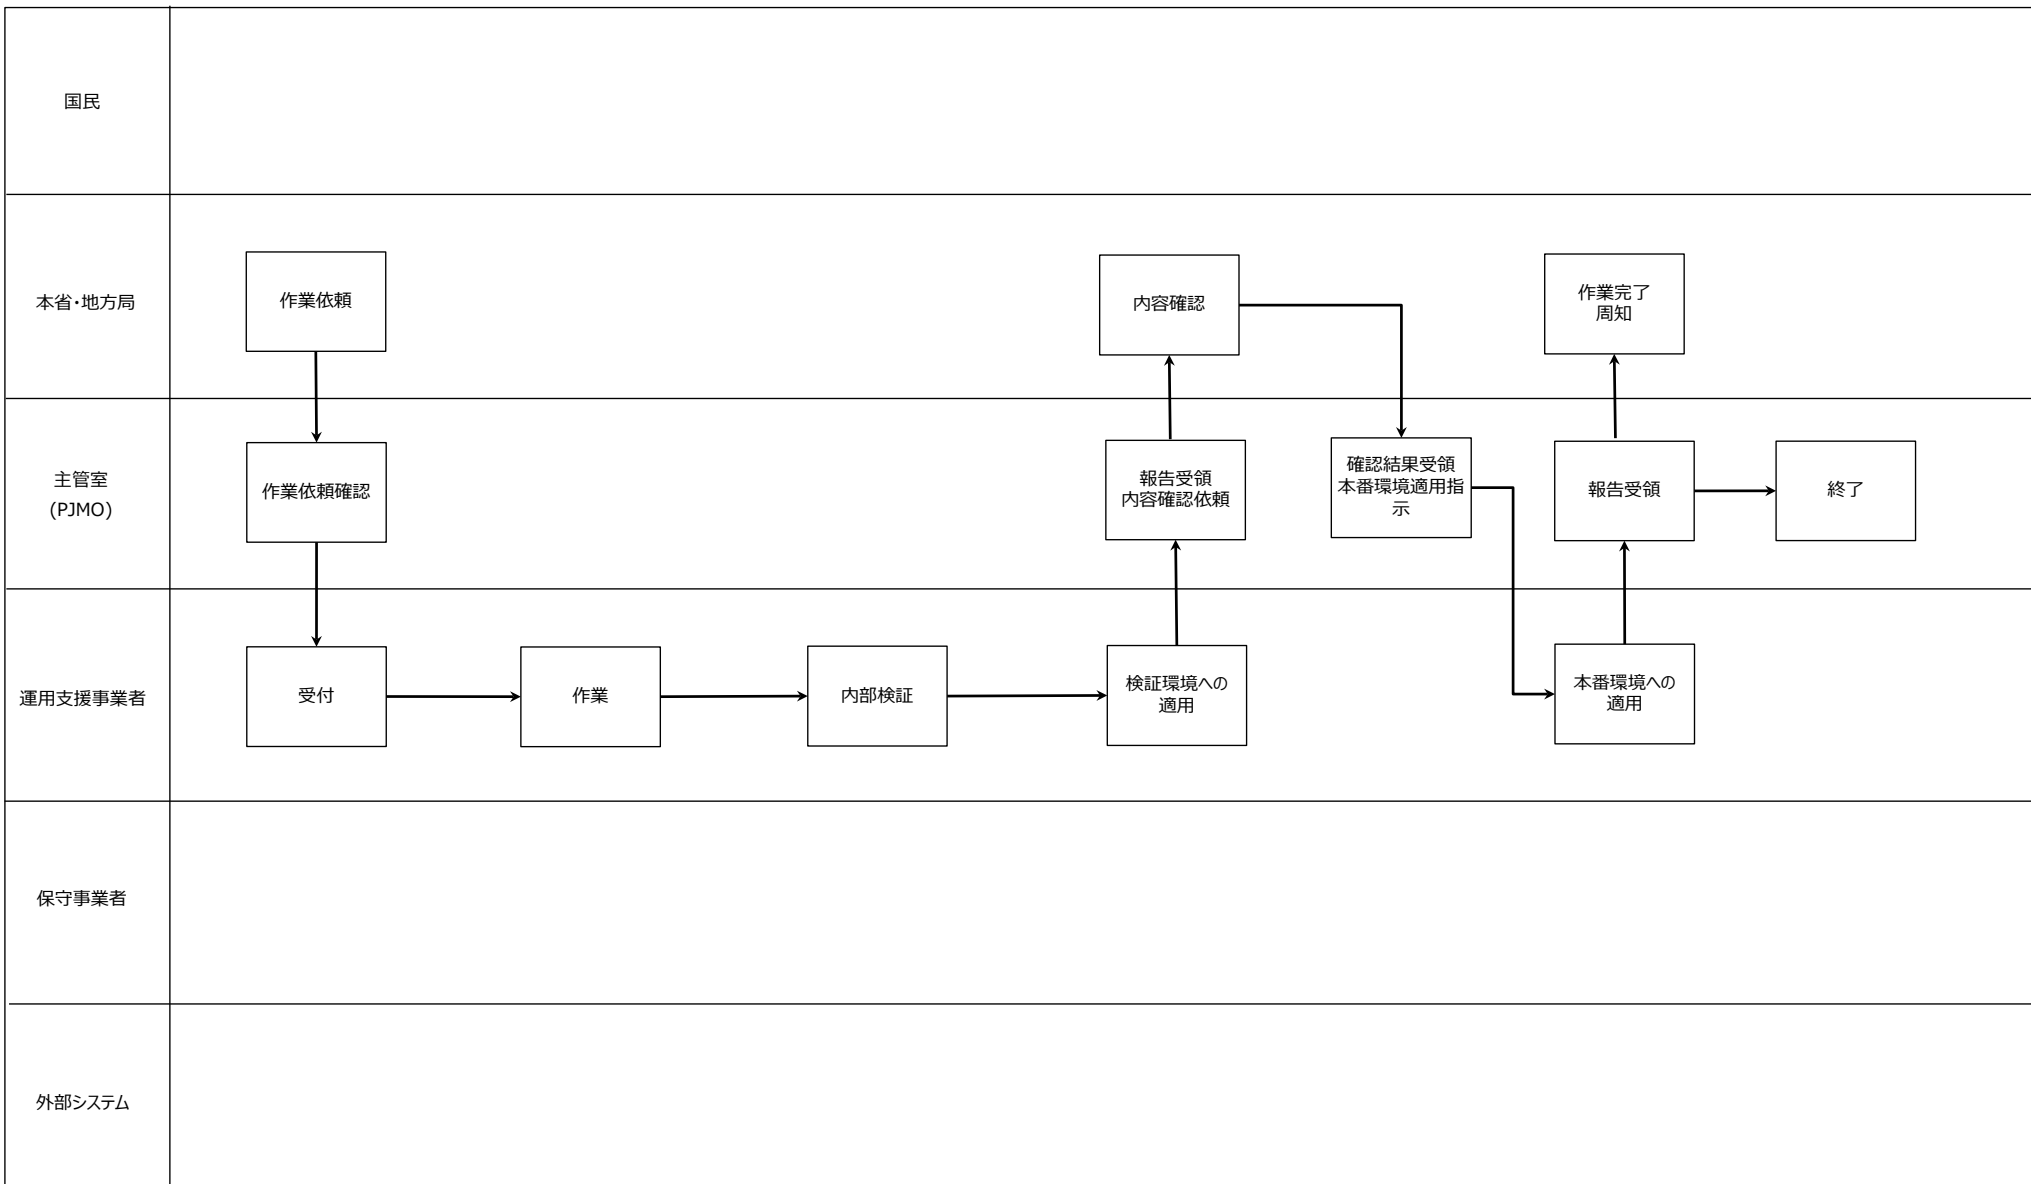 国民
本省・地方局
作業依頼
内容確認
作業完了
周知
主管室
(PJMO)
作業依頼確認
報告受領
内容確認依頼
確認結果受領
本番環境適用指
示
報告受領
終了
運用支援事業者
受付
作業
内部検証
検証環境への
適用
本番環境への
適用
保守事業者
外部システム